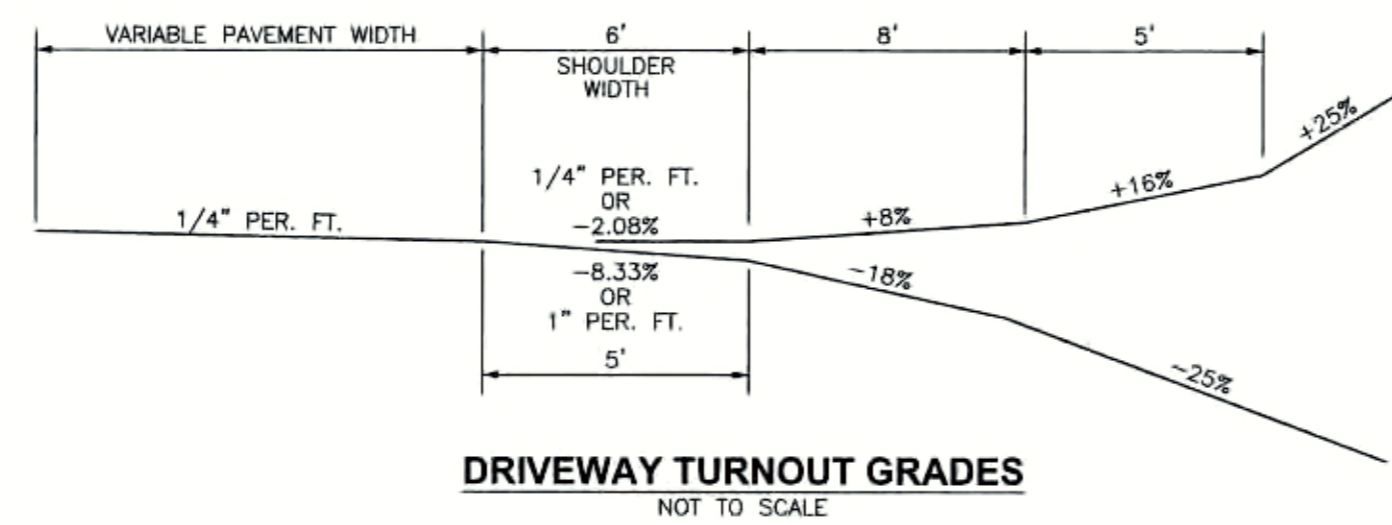 VARIABLE PAVEMENT WIDTH
6'
8'
5'
SHOULDER
WIDTH
+25%
1/4" PER. FT.
OR
-2.08%
+16%
1/4" PER. FT.
+8%
-8.33%
OR
1" PER. FT.
-18%
5'
-25%
DRIVEWAY TURNOUT GRADES
NOT TO SCALE